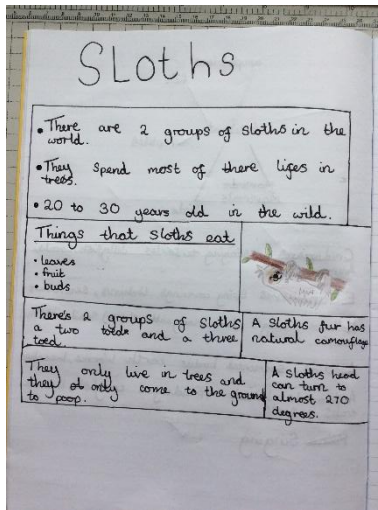 SLoths
• There are 2 groups of sloths in the
world.
• They spend most of there lifes in
trees.
• 20 to 30 years old in the wild.
Things that sloths eat
• leaves
• fruit
• buds
There's 2 groups of sloths
a two toed and a three
toed.
A sloths fur has
natural camouflage
They only live in trees and
they only come to the ground
to poop.
A sloths head
can turn to
almost 270
degrees.